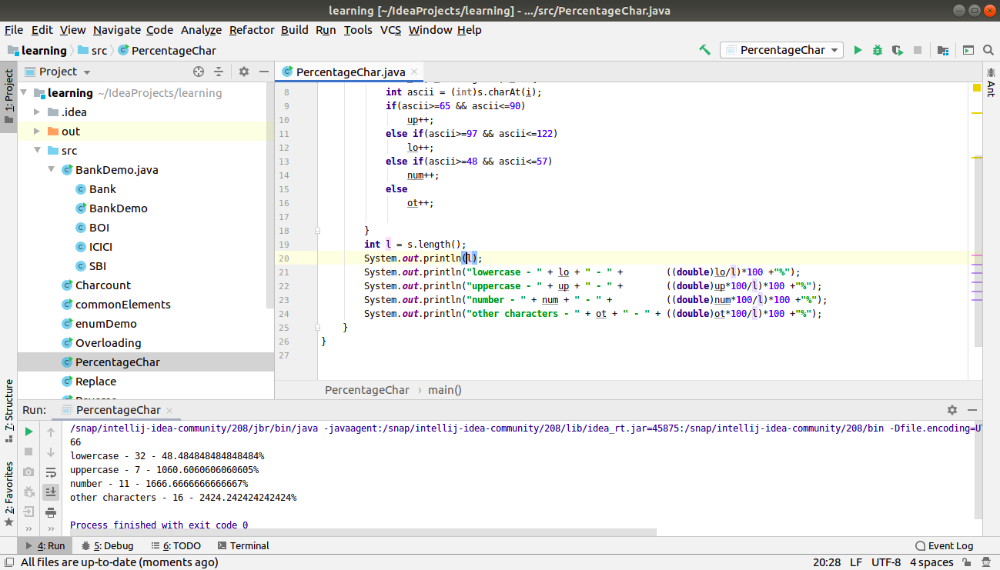 learning [~/IdeaProjects/learning] - .../src/PercentageChar.java
File Edit View Navigate Code Analyze Refactor Build Run Tools VCS Window Help
learning src PercentageChar
PercentageChar
1: Project
Project
PercentageChar.java
Ant
learning ~/IdeaProjects/learning
.idea
out
src
BankDemo.java
Bank
BankDemo
BOI
ICICI
SBI
Charcount
commonElements
enumDemo
Overloading
PercentageChar
Replace
8 int ascii = (int)s.charAt(i);
9 if(ascii>=65 && ascii<=90)
10 up++;
11 else if(ascii>=97 && ascii<=122)
12 lo++;
13 else if(ascii>=48 && ascii<=57)
14 num++;
15 else
16 ot++;
17
18 }
19 int l = s.length();
20 System.out.println(l);
21 System.out.println("lowercase - " + lo + " - " + ((double)lo/l)*100 +"%");
22 System.out.println("uppercase - " + up + " - " + ((double)up*100/l)*100 +"%");
23 System.out.println("number - " + num + " - " + ((double)num*100/l)*100 +"%");
24 System.out.println("other characters - " + ot + " - " + ((double)ot*100/l)*100 +"%");
25 }
26 }
27
PercentageChar › main()
7: Structure
2: Favorites
Run: PercentageChar
/snap/intellij-idea-community/208/jbr/bin/java -javaagent:/snap/intellij-idea-community/208/lib/idea_rt.jar=45875:/snap/intellij-idea-community/208/bin -Dfile.encoding=U
66
lowercase - 32 - 48.484848484848484%
uppercase - 7 - 1060.6060606060605%
number - 11 - 1666.6666666666667%
other characters - 16 - 2424.242424242424%
Process finished with exit code 0
4: Run 5: Debug 6: TODO Terminal Event Log
All files are up-to-date (moments ago) 20:28 LF UTF-8 4 spaces